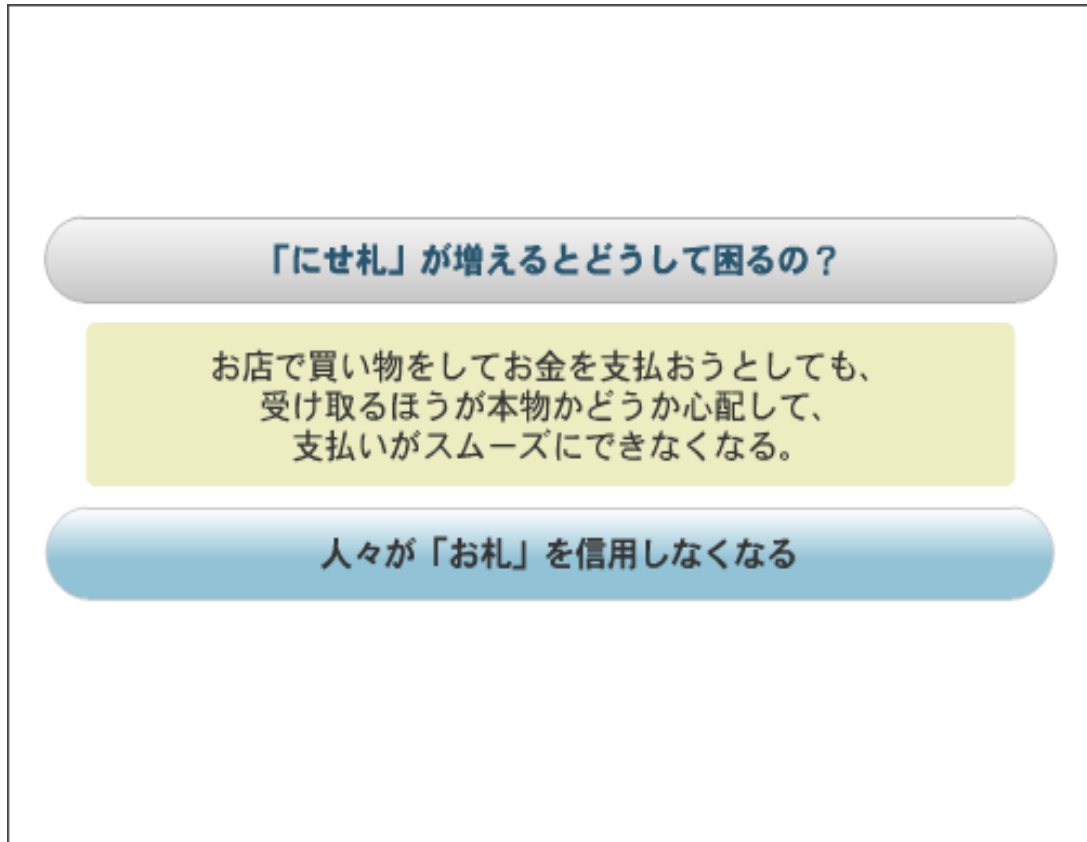 「にせ札」が増えるとどうして困るの？
お店で買い物をしてお金を支払おうとしても、
受け取るほうが本物かどうか心配して、
支払いがスムーズにできなくなる。
人々が「お札」を信用しなくなる